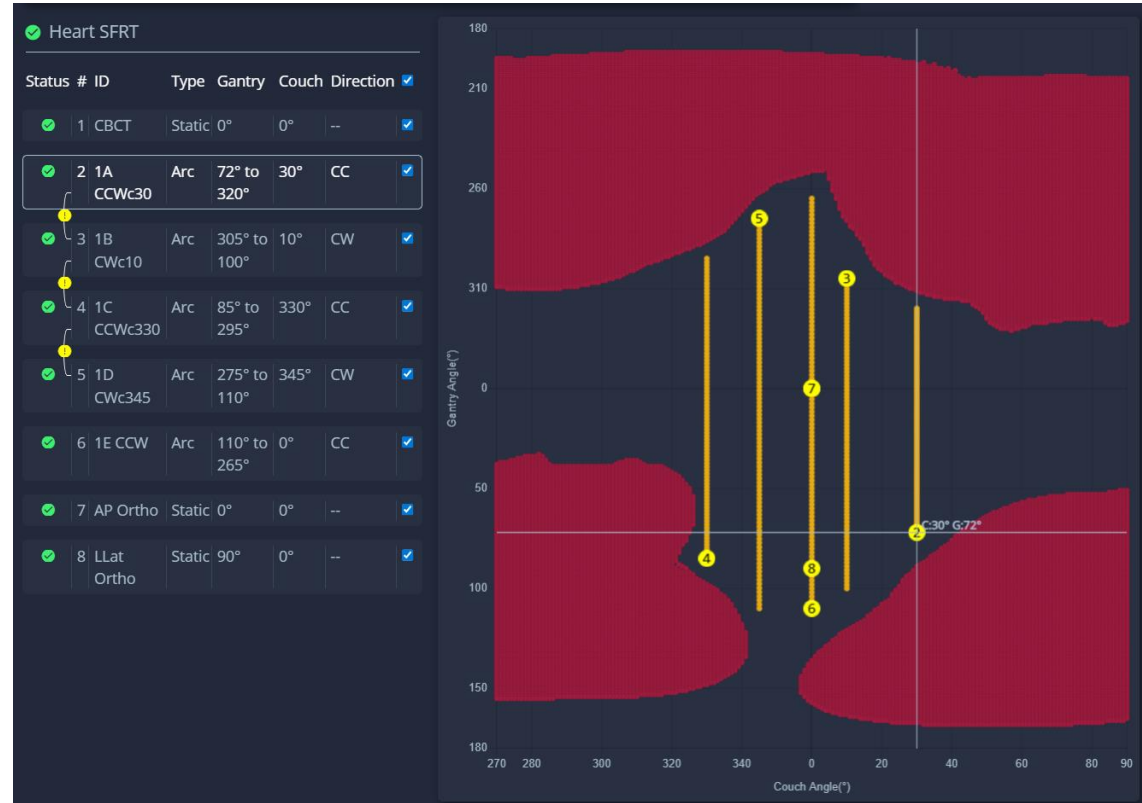 Heart SFRT
Status # ID Type Gantry Couch Direction
1 CBCT Static 0° 0° --
2 1A Arc 72° to 30° CC
CCWc30 320°
!
3 1B Arc 305° to 10° CW
CWc10 100°
!
4 1C Arc 85° to 330° CC
CCWc330 295°
!
5 1D Arc 275° to 345° CW
CWc345 110°
6 1E CCW Arc 110° to 0° CC
265°
7 AP Ortho Static 0° 0° --
8 LLat Static 90° 0° --
Ortho
180
210
260
310
0
50
100
150
180
Gantry Angle(°)
5
3
7
C:30° G:72°
2
4
8
6
270 280 300 320 340 0 20 40 60 80 90
Couch Angle(°)